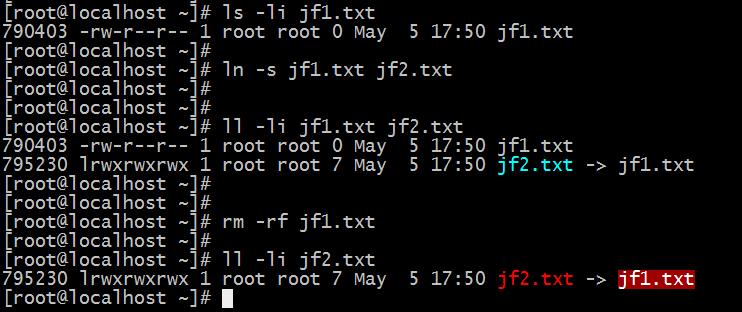 [root@localhost ~]# ls -li jf1.txt
790403 -rw-r--r-- 1 root root 0 May  5 17:50 jf1.txt
[root@localhost ~]#
[root@localhost ~]# ln -s jf1.txt jf2.txt
[root@localhost ~]#
[root@localhost ~]#
[root@localhost ~]# ll -li jf1.txt jf2.txt
790403 -rw-r--r-- 1 root root 0 May  5 17:50 jf1.txt
795230 lrwxrwxrwx 1 root root 7 May  5 17:50 jf2.txt -> jf1.txt
[root@localhost ~]#
[root@localhost ~]#
[root@localhost ~]# rm -rf jf1.txt
[root@localhost ~]#
[root@localhost ~]# ll -li jf2.txt
795230 lrwxrwxrwx 1 root root 7 May  5 17:50 jf2.txt -> jf1.txt
[root@localhost ~]#